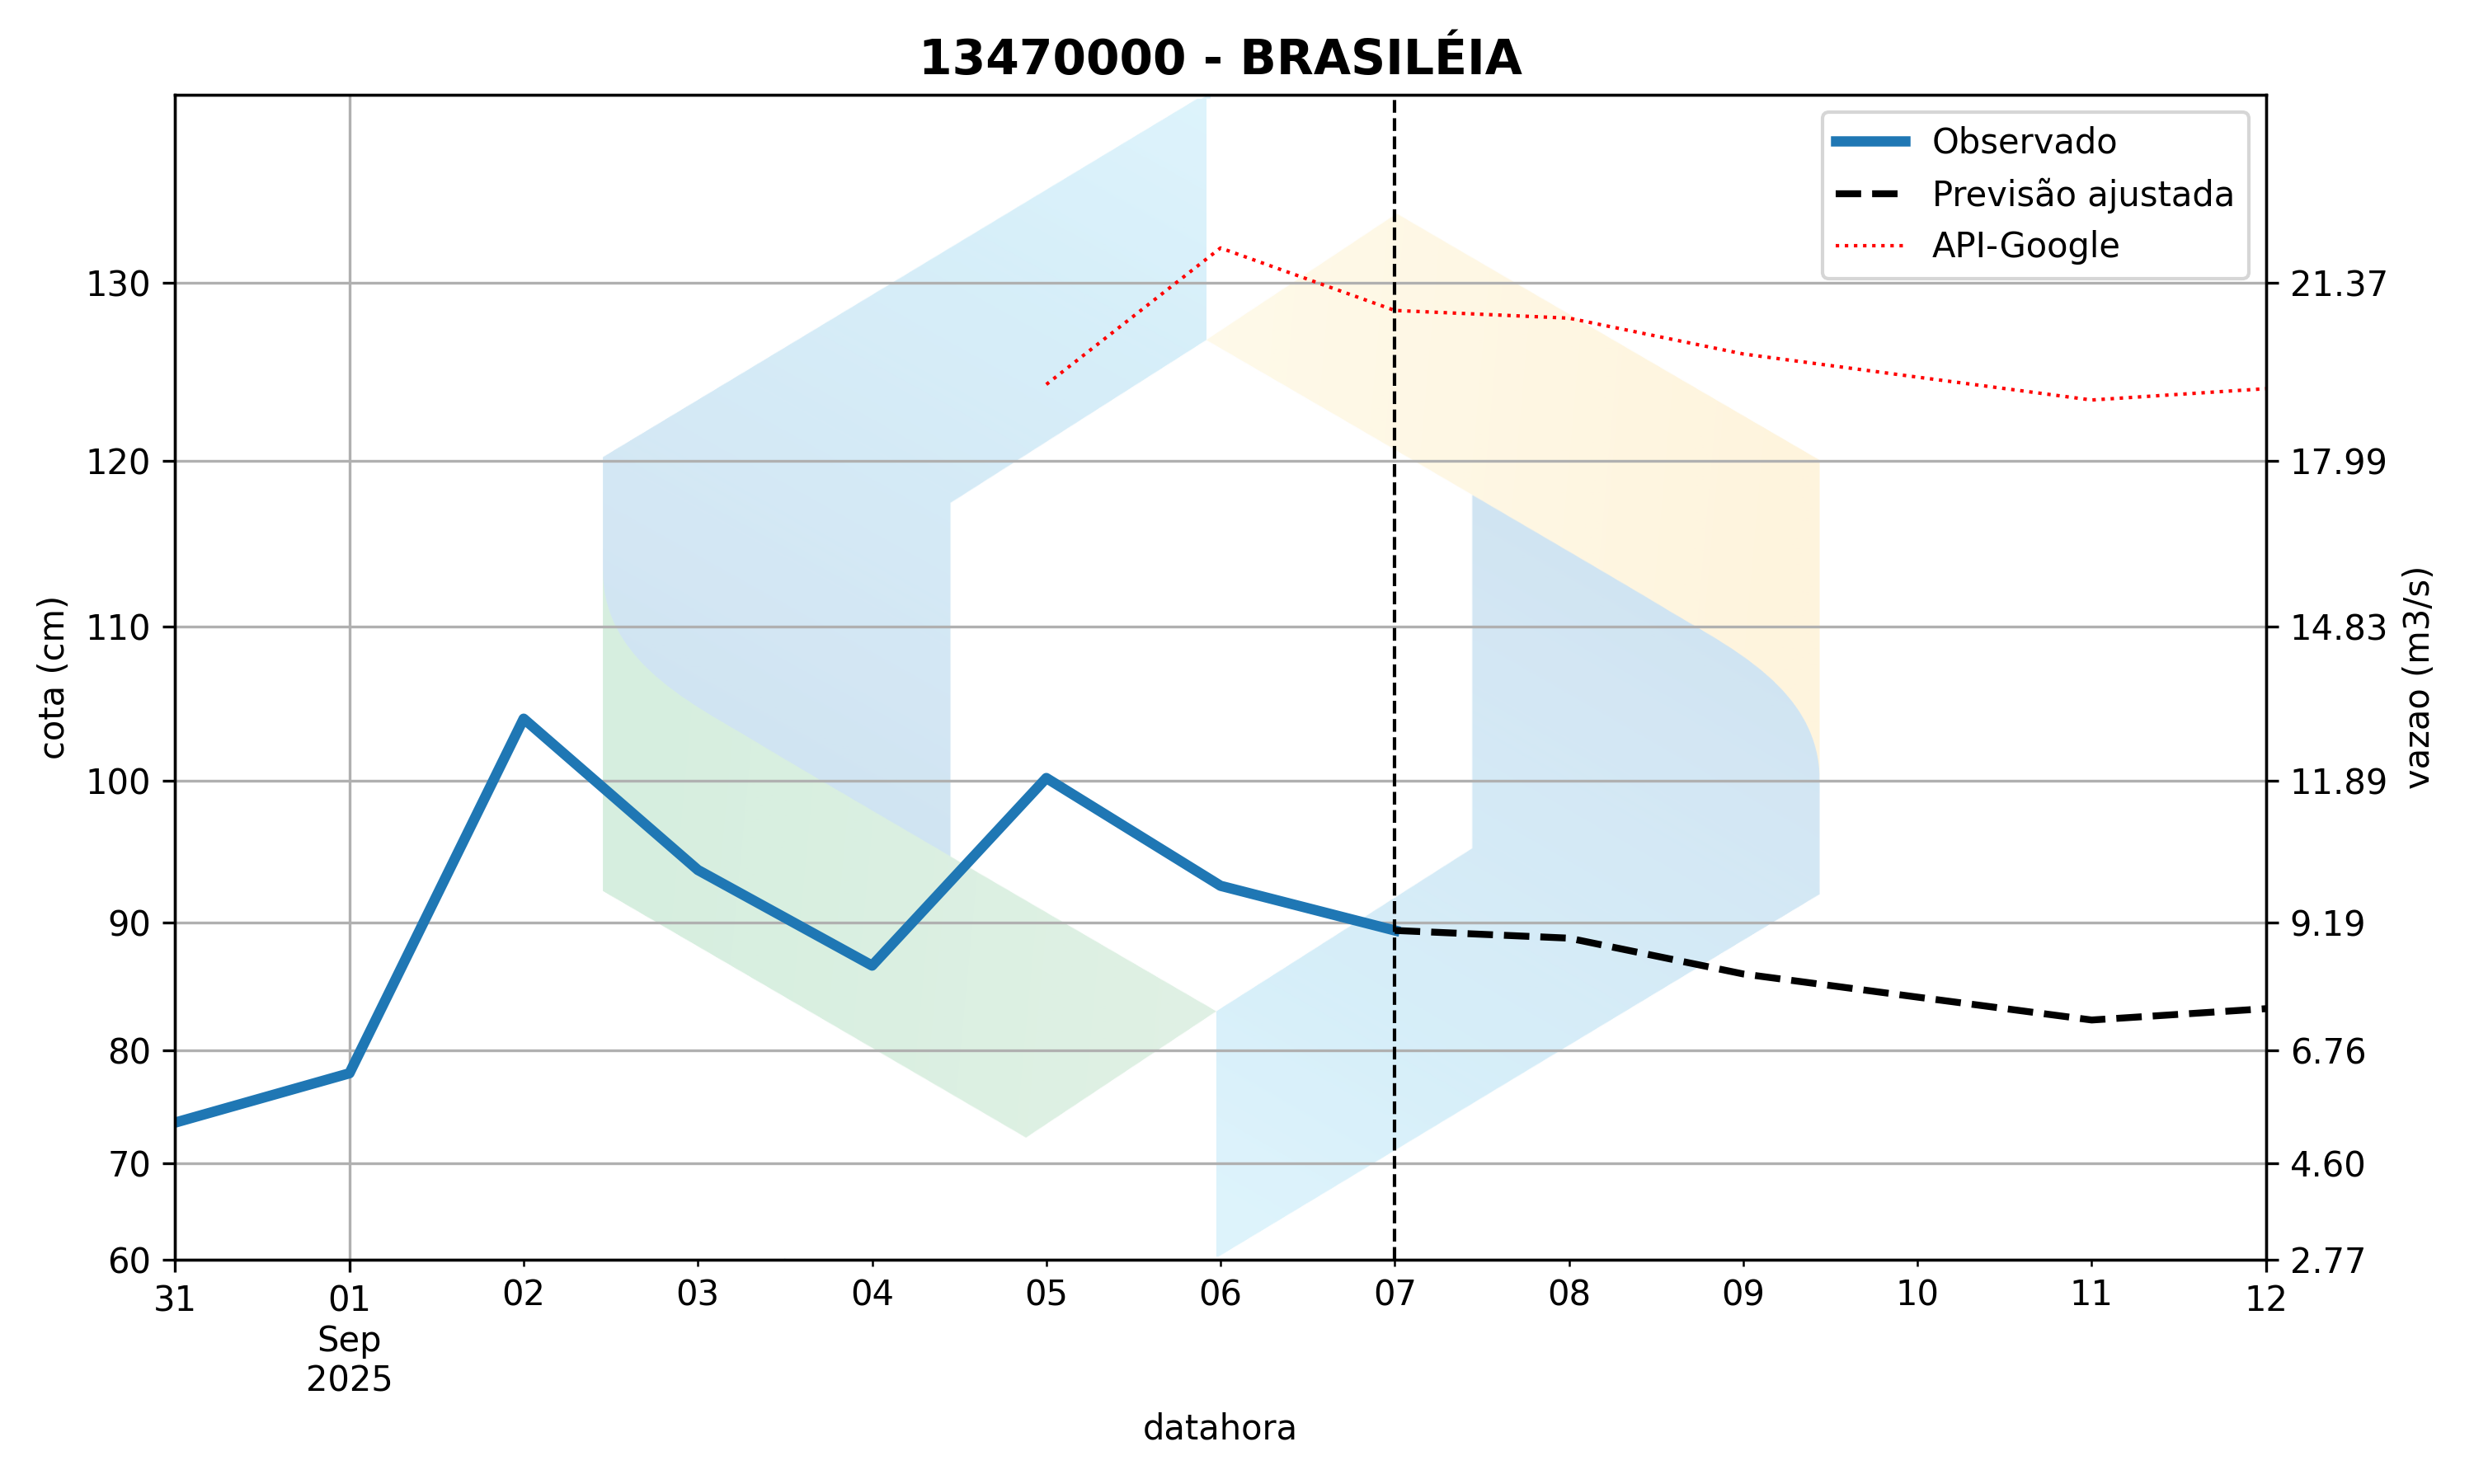 13470000 - BRASILÉIA
Observado
Previsão ajustada
API-Google
130
120
110
100
90
80
70
60
cota (cm)
21.37
17.99
14.83
11.89
9.19
6.76
4.60
2.77
vazao (m3/s)
31 01 02 03 04 05 06 07 08 09 10 11 12
Sep
2025
datahora